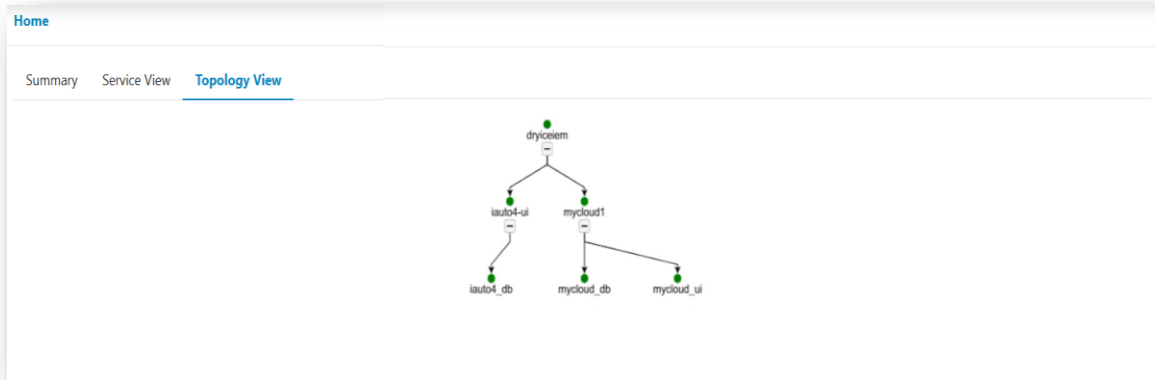 Home
Summary Service View Topology View
dryiceiem
iauto4-ui mycloud1
iauto4_db mycloud_db mycloud_ui